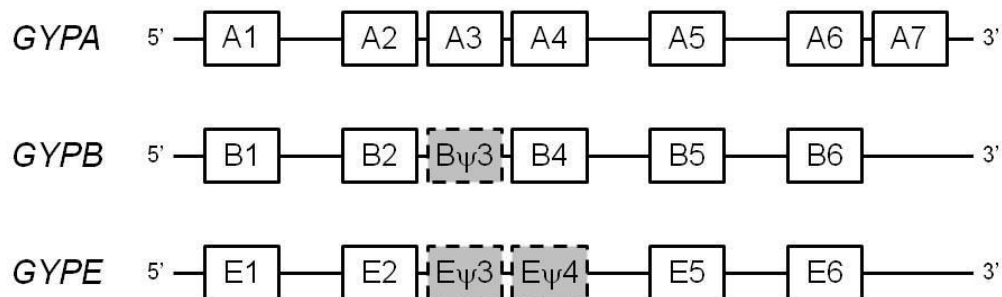 GYPA 5’ A1 A2 A3 A4 A5 A6 A7 3’
GYPB 5’ B1 B2 Bψ3 B4 B5 B6 3’
GYPE 5’ E1 E2 Eψ3 Eψ4 E5 E6 3’